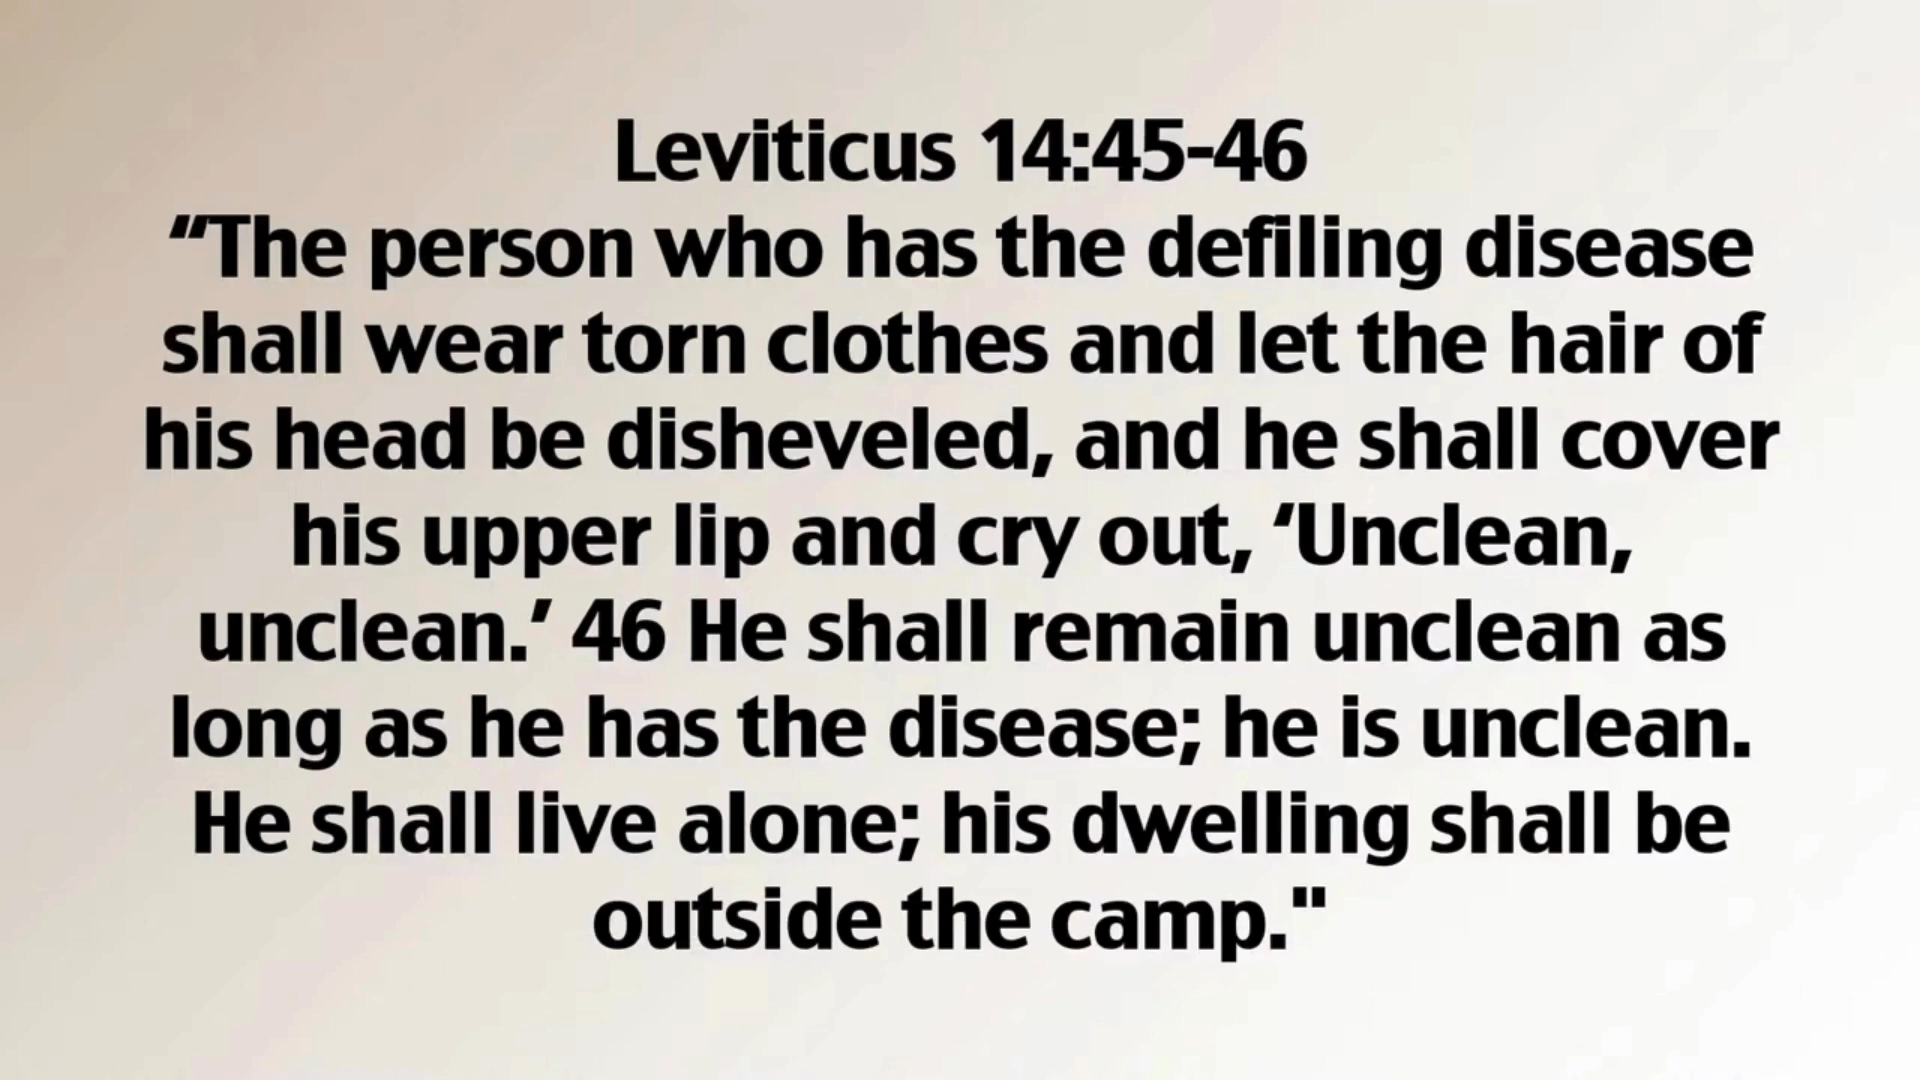 Leviticus 14:45-46
“The person who has the defiling disease
shall wear torn clothes and let the hair of
his head be disheveled, and he shall cover
his upper lip and cry out, ‘Unclean,
unclean.’ 46 He shall remain unclean as
long as he has the disease; he is unclean.
He shall live alone; his dwelling shall be
outside the camp."